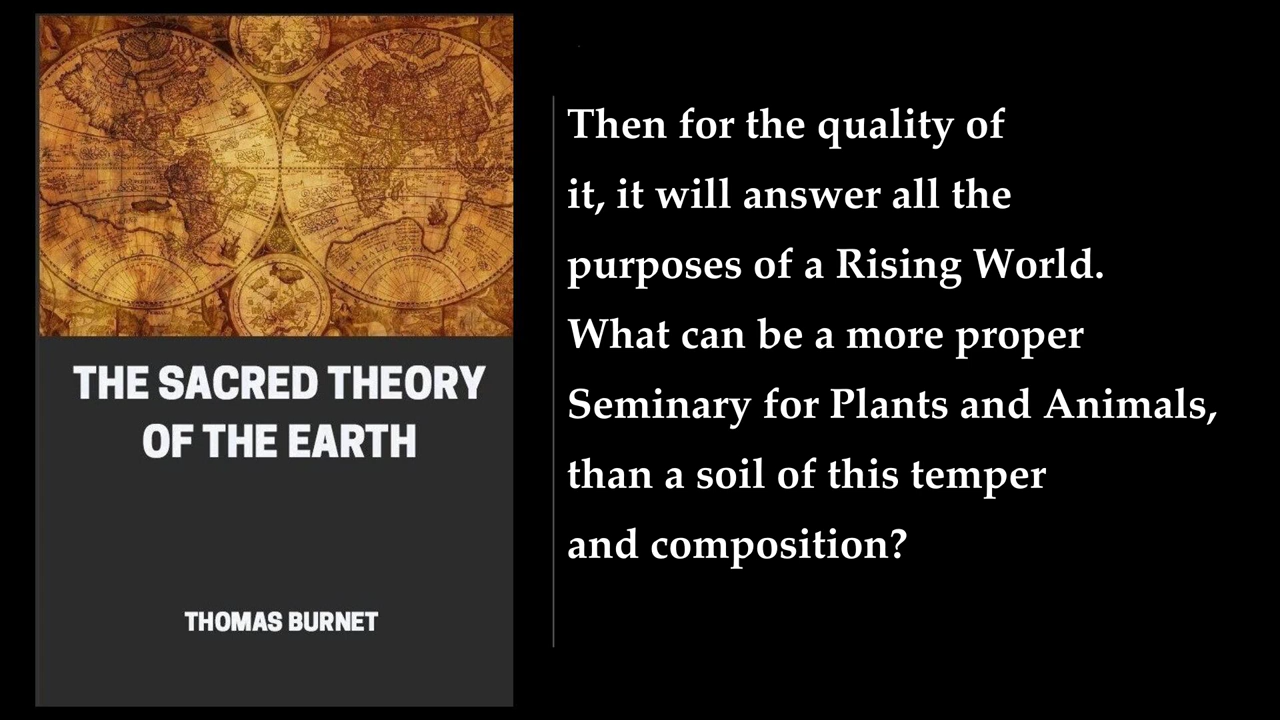 THE SACRED THEORY
OF THE EARTH
THOMAS BURNET
Then for the quality of
it, it will answer all the
purposes of a Rising World.
What can be a more proper
Seminary for Plants and Animals,
than a soil of this temper
and composition?